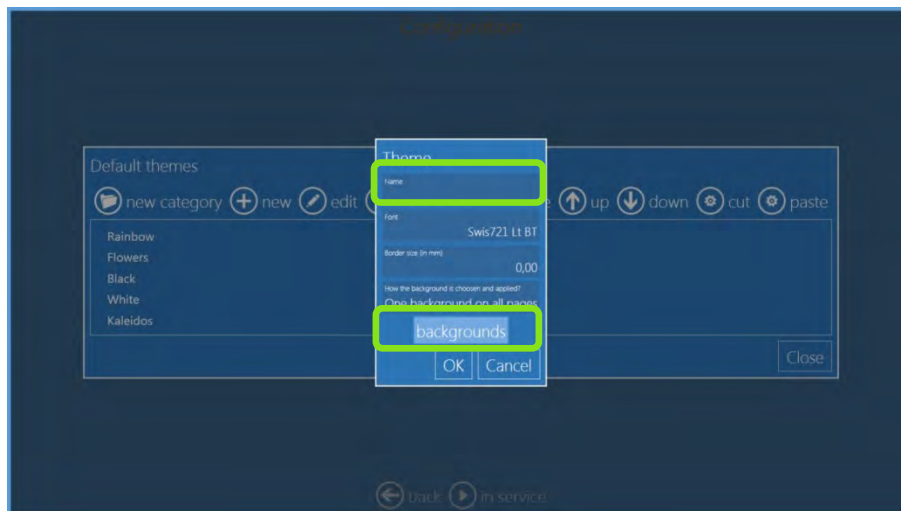 Configuration
Default themes
new category new edit e up down cut paste
Rainbow
Flowers
Black
White
Kaleidos
Close
Theme
Name
Font
Swis721 Lt BT
Border size (in mm)
0,00
How the background it choosen and applied?
One background on all pages
backgrounds
OK Cancel
back in service